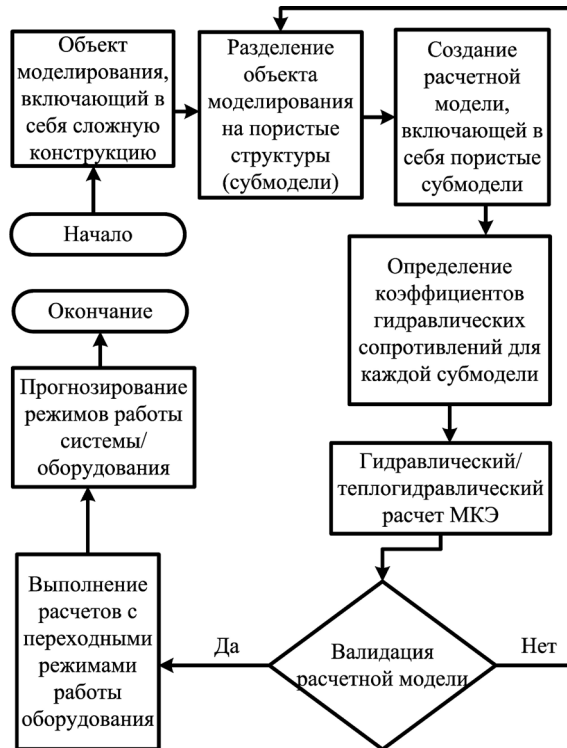 Объект
моделирования,
включающий в
себя сложную
конструкцию
Разделение
объекта
моделирования
на пористые
структуры
(субмодели)
Создание
расчетной
модели,
включающей в
себя пористые
субмодели
Начало
Определение
коэффициентов
гидравлических
сопротивлений для
каждой субмодели
Окончание
Прогнозирование
режимов работы
системы/
оборудования
Гидравлический/
теплогидравлический
расчет МКЭ
Выполнение
расчетов с
переходными
режимами
работы
оборудования
Да
Валидация
расчетной модели
Нет